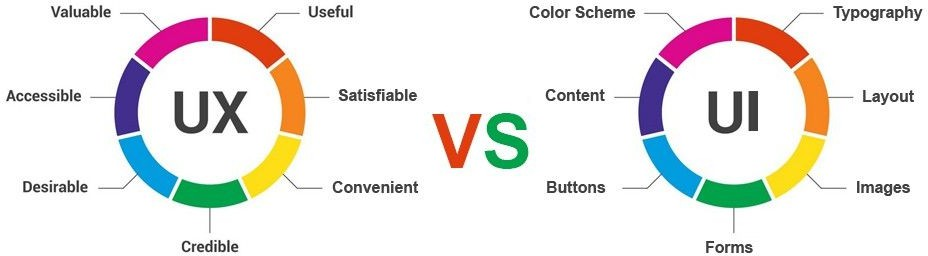 Valuable
Useful
Accessible
UX
Satisfiable
Desirable
Convenient
Credible
VS
Color Scheme
Typography
Content
UI
Layout
Buttons
Images
Forms